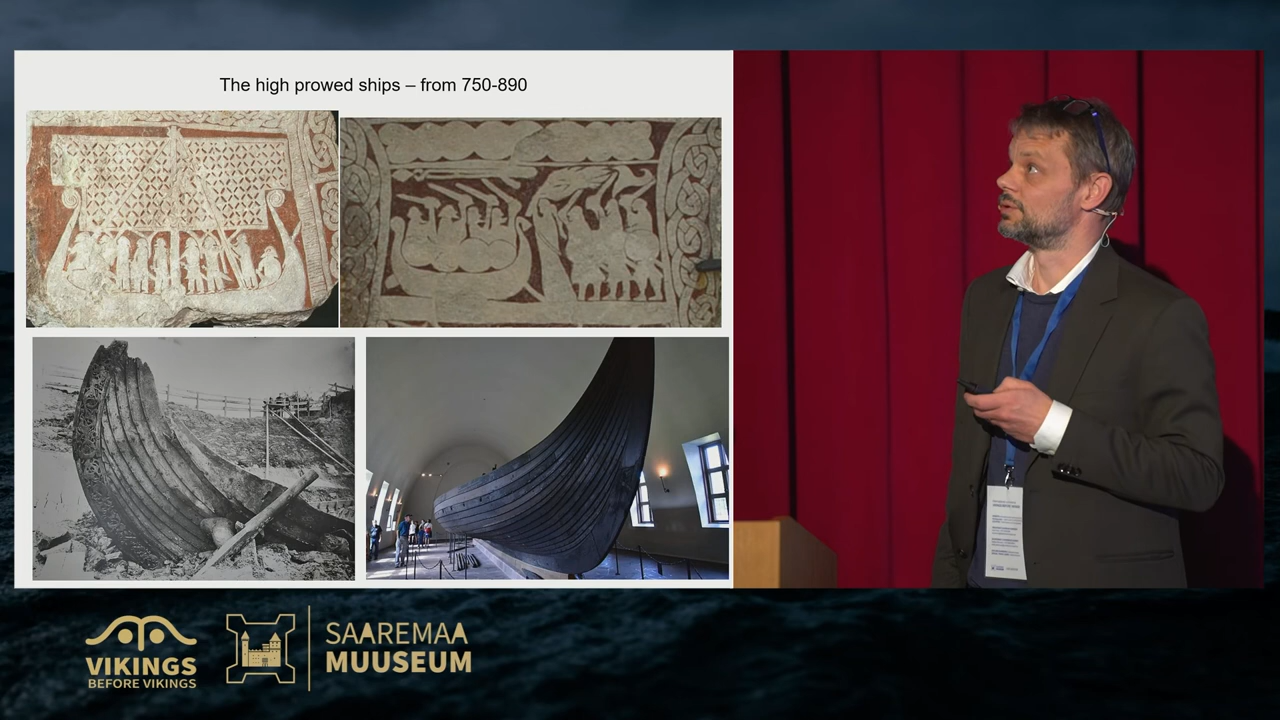 The high prowed ships – from 750-890
VIKINGS
BEFORE VIKINGS
SAAREMAA
MUUSEUM